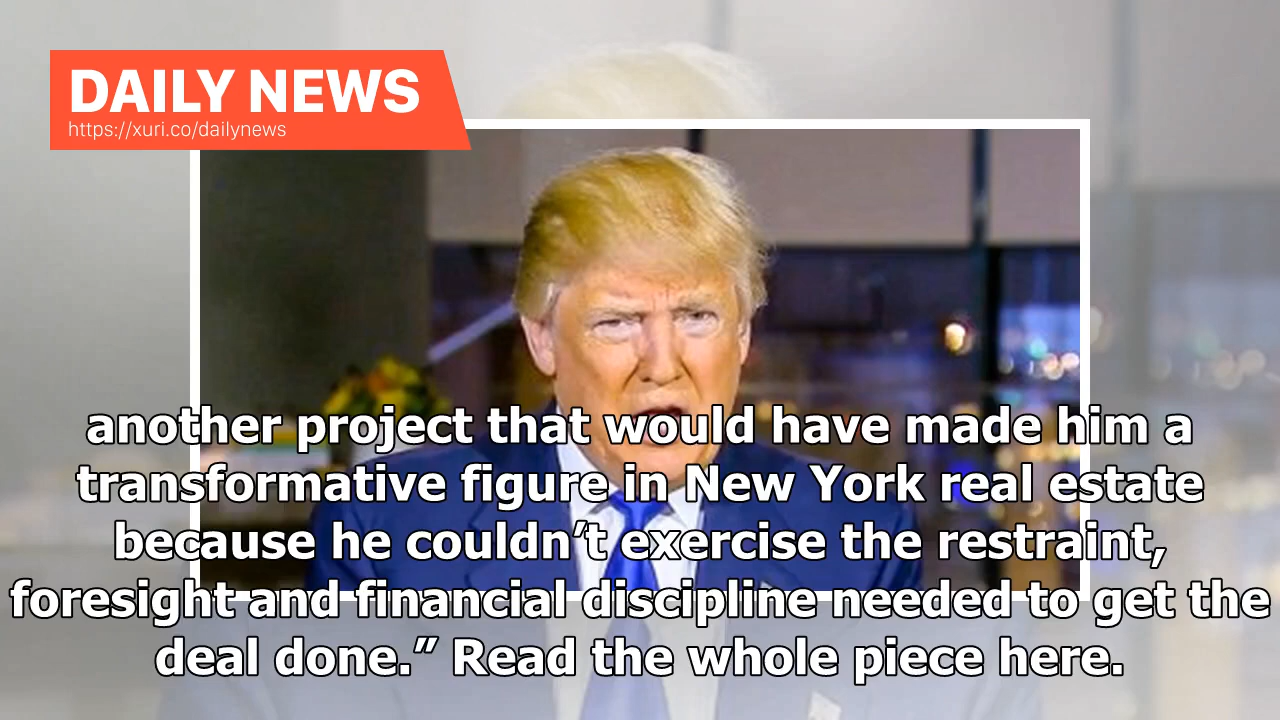 DAILY NEWS
https://xuri.co/dailynews
another project that would have made him a
transformative figure in New York real estate
because he couldn’t exercise the restraint,
foresight and financial discipline needed to get the
deal done.” Read the whole piece here.